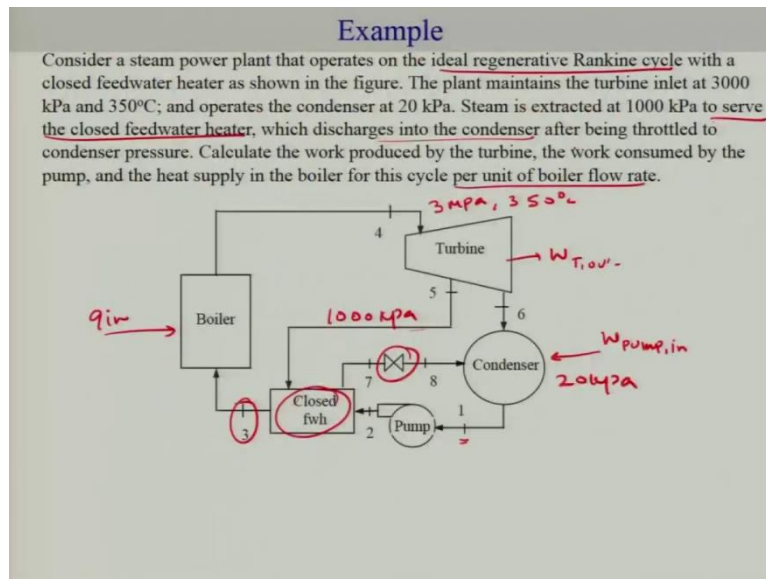 Example
Consider a steam power plant that operates on the ideal regenerative Rankine cycle with a
closed feedwater heater as shown in the figure. The plant maintains the turbine inlet at 3000
kPa and 350°C; and operates the condenser at 20 kPa. Steam is extracted at 1000 kPa to serve
the closed feedwater heater, which discharges into the condenser after being throttled to
condenser pressure. Calculate the work produced by the turbine, the work consumed by the
pump, and the heat supply in the boiler for this cycle per unit of boiler flow rate.
3 MPa, 350°C
4
Turbine
W T, out
5
6
qin
Boiler
1000 kPa
W pump, in
Condenser
20 kPa
7
8
Closed
fwh
1
3
2
Pump